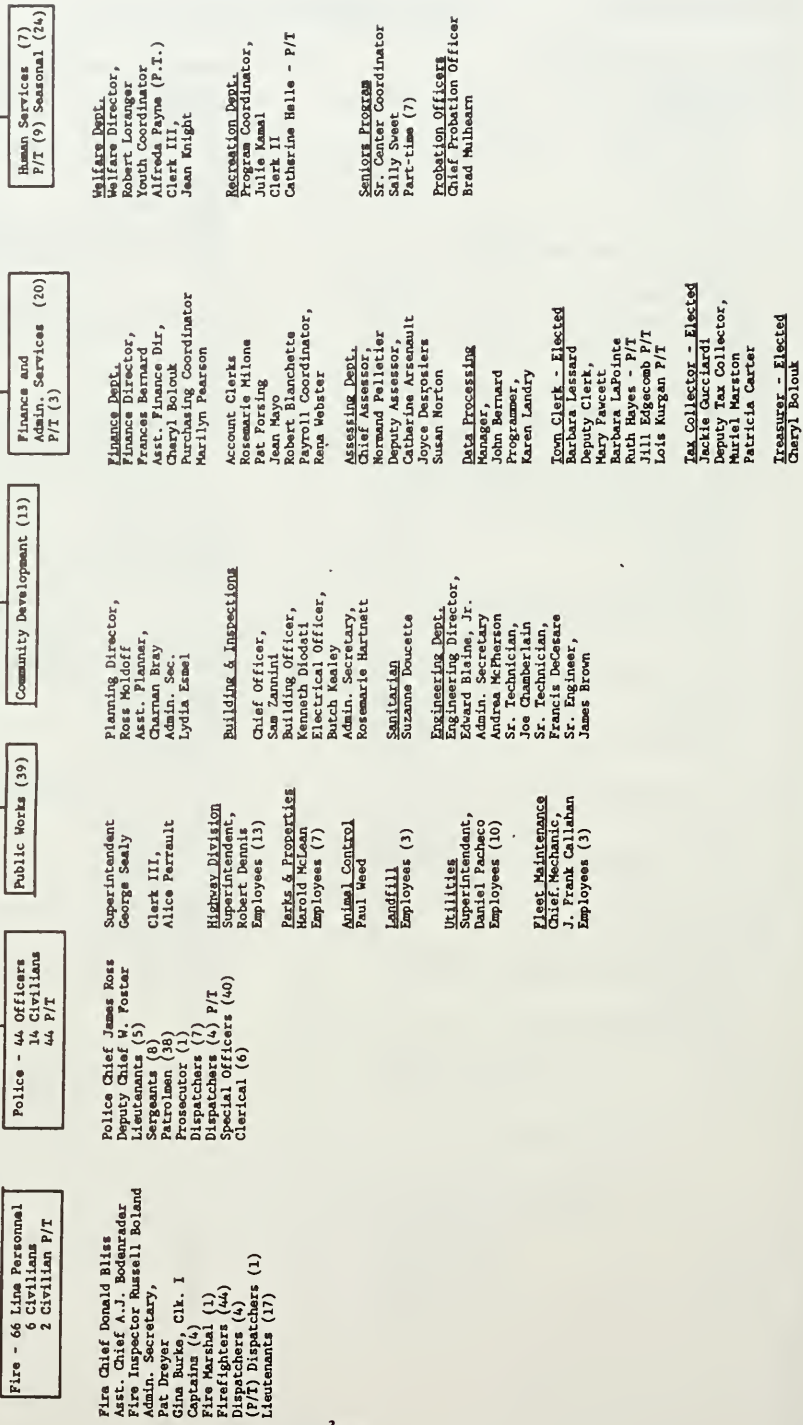 Fire - 66 Line Personnel
6 Civilians
2 Civilian P/T
Fire Chief Donald Bliss
Asst. Chief A.J. Bodenrader
Fire Inspector Russell Boland
Admin. Secretary,
Pat Dreyer
Gina Burke, Clk. I
Captains (4)
Fire Marshal (1)
Firefighters (44)
Dispatchers (4)
(P/T) Dispatchers (1)
Lieutenants (17)
Police - 44 Officers
14 Civilians
44 P/T
Police Chief James Ross
Deputy Chief W. Foster
Lieutenants (5)
Sergeants (8)
Patrolmen (38)
Prosecutor (1)
Dispatchers (7)
Dispatchers (4) P/T
Special Officers (40)
Clerical (6)
Public Works (39)
Superintendent
George Sealy
Clerk III,
Alice Perrault
Highway Division
Superintendent,
Robert Dennis
Employees (13)
Parks & Properties
Harold McLean
Employees (7)
Animal Control
Paul Weed
Landfill
Employees (3)
Utilities
Superintendant,
Daniel Pacheco
Employees (10)
Fleet Maintenance
Chief Mechanic,
J. Frank Callahan
Employees (3)
Community Development (13)
Planning Director,
Ross Moldoff
Asst. Planner,
Charnan Bray
Admin. Sec.
Lydia Esmel
Building & Inspections
Chief Officer,
Sam Zannini
Building Officer,
Kenneth Diodati
Electrical Officer,
Butch Kealey
Admin. Secretary,
Rosemarie Hartnett
Sanitarian
Suzanne Doucette
Engineering Dept.
Engineering Director,
Edward Blaine, Jr.
Admin. Secretary
Andrea McPherson
Sr. Technician,
Joe Chamberlain
Sr. Technician,
Francis DeCesare
Sr. Engineer,
James Brown
Finance and
Admin. Services (20)
P/T (3)
Finance Dept.
Finance Director,
Frances Bernard
Asst. Finance Dir,
Cheryl Bolouk
Purchasing Coordinator
Marilyn Pearson
Account Clerks
Rosemarie Milone
Pat Forsing
Jean Mayo
Robert Blanchette
Payroll Coordinator,
Rena Webster
Assessing Dept.
Chief Assessor,
Normand Pelletier
Deputy Assessor,
Catharine Arsenault
Joyce Desrosiers
Susan Norton
Data Processing
Manager,
John Bernard
Programmer,
Karen Landry
Town Clerk - Elected
Barbara Lessard
Deputy Clerk,
Mary Fawcett
Barbara LaPointe
Ruth Hayes - P/T
Jill Edgecomb P/T
Lois Kurgan P/T
Tax Collector - Elected
Jackie Gucciardi
Deputy Tax Collector,
Muriel Marston
Patricia Carter
Treasurer - Elected
Cheryl Bolouk
Human Services (7)
P/T (9) Seasonal (24)
Welfare Dept.
Welfare Director,
Robert Loranger
Youth Coordinator
Alfreda Payne (P.T.)
Clerk III,
Jean Knight
Recreation Dept.
Program Coordinator,
Julie Kamal
Clerk II
Catherine Helle - P/T
Seniors Program
Sr. Center Coordinator
Sally Sweet
Part-time (7)
Probation Officers
Chief Probation Officer
Brad Mulhearn